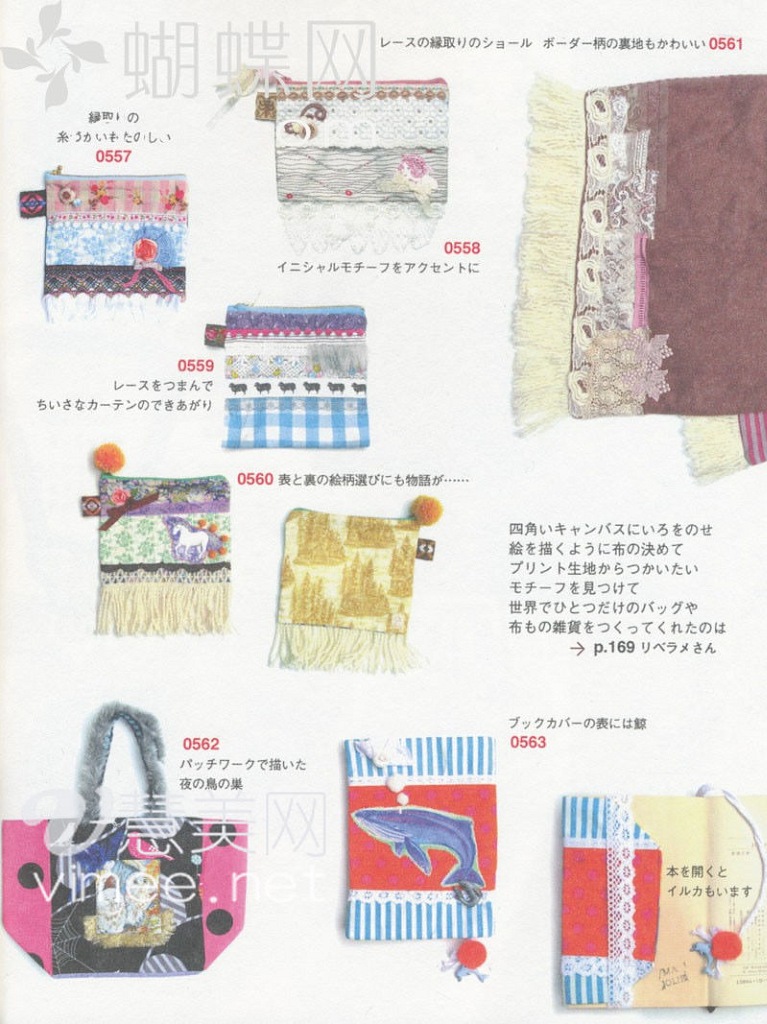 蝴蝶网
レースの縁取りのショール ボーダー柄の裏地もかわいい 0561
縁取りの
糸づかいもたのしい
0557
0558
イニシャルモチーフをアクセントに
0559
レースをつまんで
ちいさなカーテンのできあがり
0560 表と裏の絵柄選びにも物語が……
四角いキャンバスにいろをのせ
絵を描くように布の決めて
プリント生地からつかいたい
モチーフを見つけて
世界でひとつだけのバッグや
布もの雑貨をつくってくれたのは
→ p.169 リベラメさん
0562
パッチワークで描いた
夜の鳥の巣
ブックカバーの表には鯨
0563
慧美网
vimee.net
本を開くと
イルカもいます